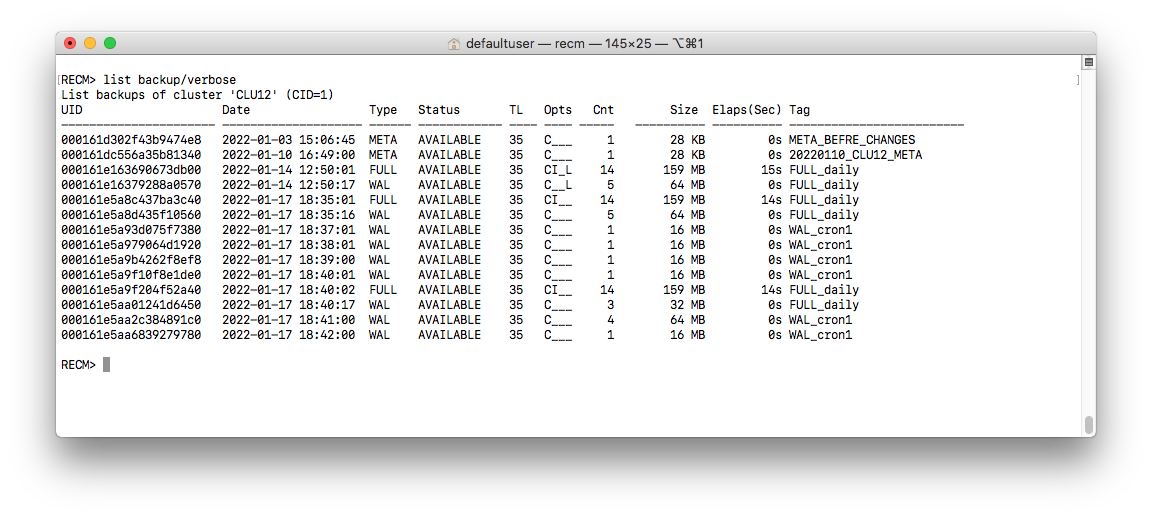 defaultuser — recm — 145×25 — ⌥⌘1
[RECM> list backup/verbose ]
List backups of cluster 'CLU12' (CID=1)
UID Date Type Status TL Opts Cnt Size Elaps(Sec) Tag
______________________ ____________________ ______ ____________ ____ ____ _____ __________ __________ _________________________
000161d302f43b9474e8 2022-01-03 15:06:45 META AVAILABLE 35 C___ 1 28 KB 0s META_BEFRE_CHANGES
000161dc556a35b81340 2022-01-10 16:49:00 META AVAILABLE 35 C___ 1 28 KB 0s 20220110_CLU12_META
000161e163690673db00 2022-01-14 12:50:01 FULL AVAILABLE 35 CI_L 14 159 MB 15s FULL_daily
000161e16379288a0570 2022-01-14 12:50:17 WAL AVAILABLE 35 C__L 5 64 MB 0s FULL_daily
000161e5a8c437ba3c40 2022-01-17 18:35:01 FULL AVAILABLE 35 CI__ 14 159 MB 14s FULL_daily
000161e5a8d435f10560 2022-01-17 18:35:16 WAL AVAILABLE 35 C___ 5 64 MB 0s FULL_daily
000161e5a93d075f7380 2022-01-17 18:37:01 WAL AVAILABLE 35 C___ 1 16 MB 0s WAL_cron1
000161e5a979064d1920 2022-01-17 18:38:01 WAL AVAILABLE 35 C___ 1 16 MB 0s WAL_cron1
000161e5a9b4262f8ef8 2022-01-17 18:39:00 WAL AVAILABLE 35 C___ 1 16 MB 0s WAL_cron1
000161e5a9f10f8e1de0 2022-01-17 18:40:01 WAL AVAILABLE 35 C___ 1 16 MB 0s WAL_cron1
000161e5a9f204f52a40 2022-01-17 18:40:02 FULL AVAILABLE 35 CI__ 14 159 MB 14s FULL_daily
000161e5aa01241d6450 2022-01-17 18:40:17 WAL AVAILABLE 35 C___ 3 32 MB 0s FULL_daily
000161e5aa2c384891c0 2022-01-17 18:41:00 WAL AVAILABLE 35 C___ 4 64 MB 0s WAL_cron1
000161e5aa6839279780 2022-01-17 18:42:00 WAL AVAILABLE 35 C___ 1 16 MB 0s WAL_cron1
RECM>